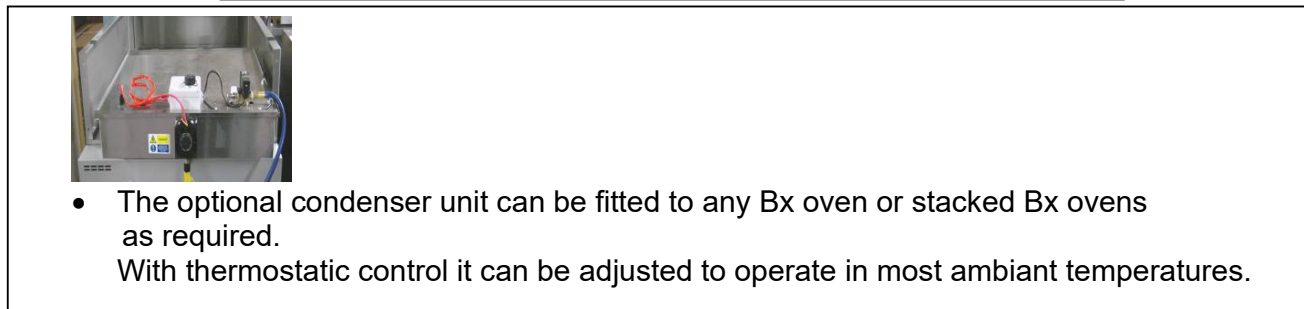 • The optional condenser unit can be fitted to any Bx oven or stacked Bx ovens
as required.
With thermostatic control it can be adjusted to operate in most ambiant temperatures.